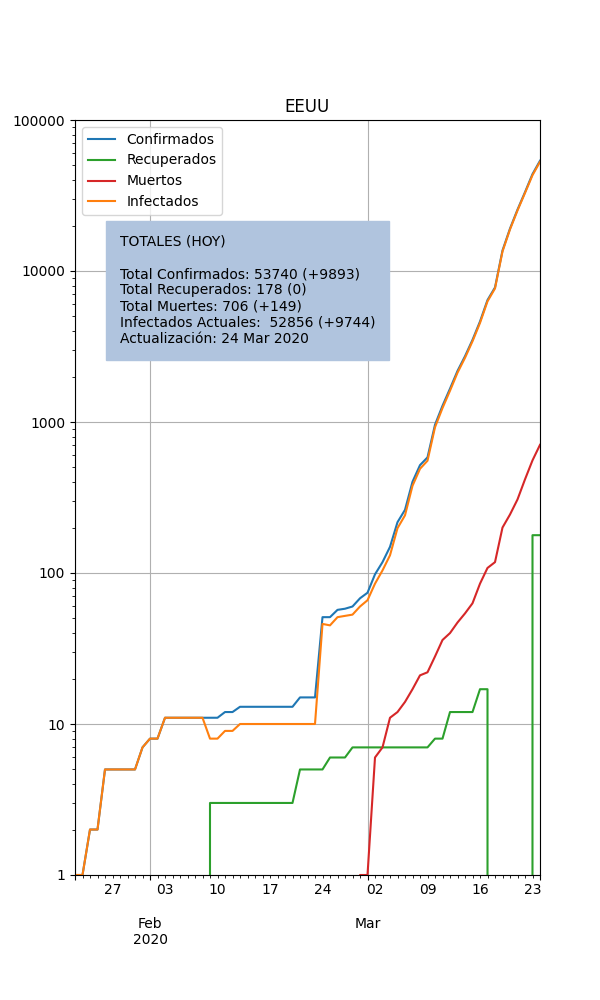 EEUU
100000
10000
1000
100
10
1
Confirmados
Recuperados
Muertos
Infectados
TOTALES (HOY)
Total Confirmados: 53740 (+9893)
Total Recuperados: 178 (0)
Total Muertes: 706 (+149)
Infectados Actuales:  52856 (+9744)
Actualización: 24 Mar 2020
27 03 10 17 24 02 09 16 23
Feb Mar
2020